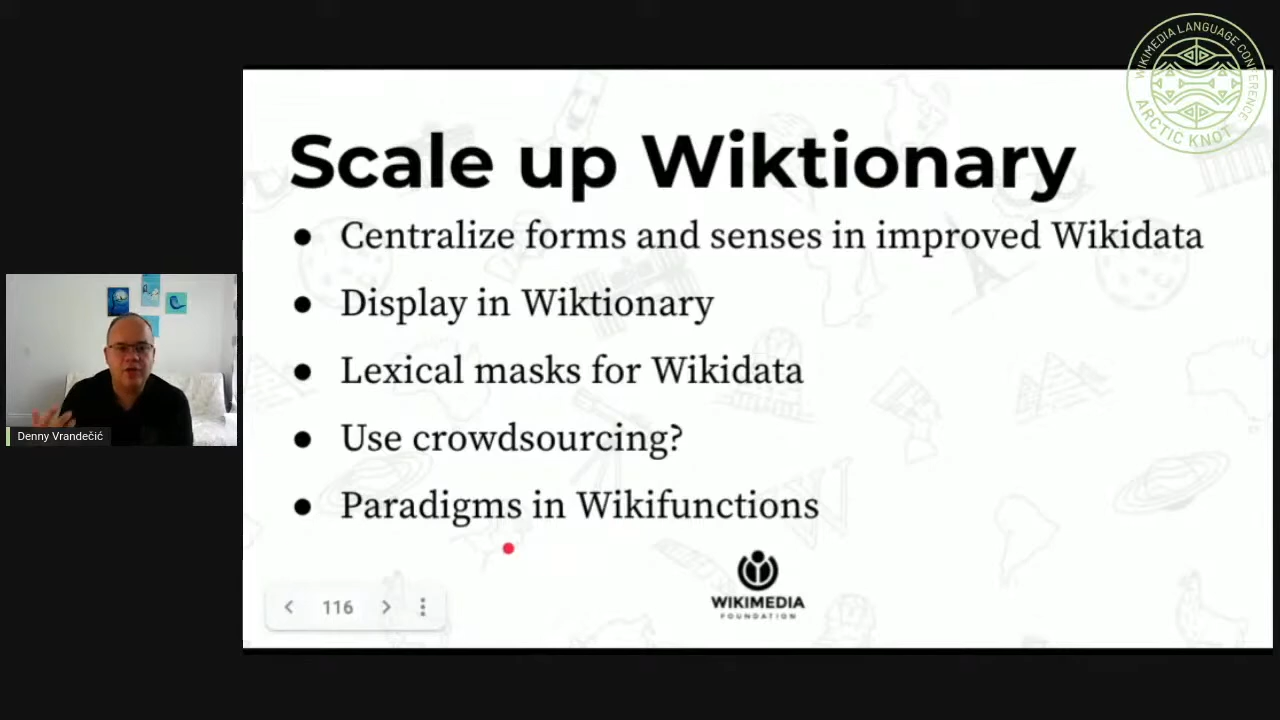 WIKIMEDIA LANGUAGE CONFERENCE
ARCTIC KNOT
Scale up Wiktionary
● Centralize forms and senses in improved Wikidata
● Display in Wiktionary
● Lexical masks for Wikidata
● Use crowdsourcing?
● Paradigms in Wikifunctions
Denny Vrandečić
116
WIKIMEDIA
FOUNDATION